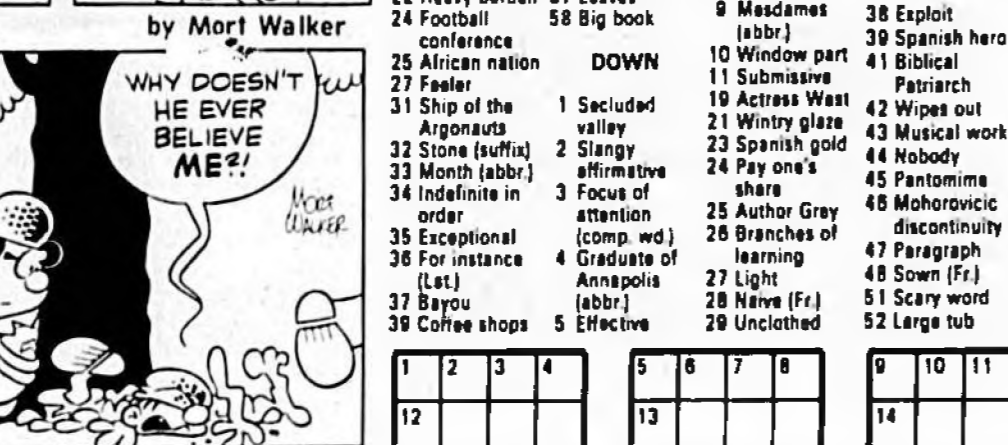 by Mort Walker
WHY DOESN'T
HE EVER
BELIEVE
ME?!
MORT
WALKER
24 Football
conference
25 African nation
27 Feeler
31 Ship of the
Argonauts
32 Stone (suffix)
33 Month (abbr.)
34 Indefinite in
order
35 Exceptional
36 For instance
(Lat.)
37 Bayou
39 Coffee shops
58 Big book
DOWN
1 Secluded
valley
2 Slangy
affirmative
3 Focus of
attention
(comp. wd.)
4 Graduate of
Annapolis
(abbr.)
5 Effective
9 Mesdames
(abbr.)
10 Window part
11 Submissive
19 Actress West
21 Wintry glaze
23 Spanish gold
24 Pay one's
share
25 Author Grey
26 Branches of
learning
27 Light
28 Naive (Fr.)
29 Unclothed
38 Exploit
39 Spanish hero
41 Biblical
Patriarch
42 Wipes out
43 Musical work
44 Nobody
45 Pantomime
46 Mohorovicic
discontinuity
47 Paragraph
48 Sown (Fr.)
51 Scary word
52 Large tub
1 2 3 4 5 6 7 8 9 10 11
12 13 14